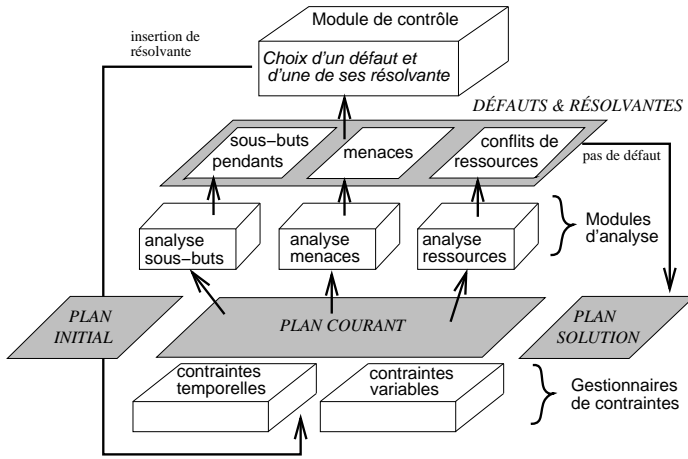 Module de contrôle
insertion de
résolvante
Choix d'un défaut et
d'une de ses résolvante
DÉFAUTS & RÉSOLVANTES
sous−buts
pendants
menaces
conflits de
ressources
pas de défaut
analyse
sous−buts
analyse
menaces
analyse
ressources
Modules
d'analyse
PLAN
INITIAL
PLAN COURANT
PLAN
SOLUTION
contraintes
temporelles
contraintes
variables
Gestionnaires
de contraintes